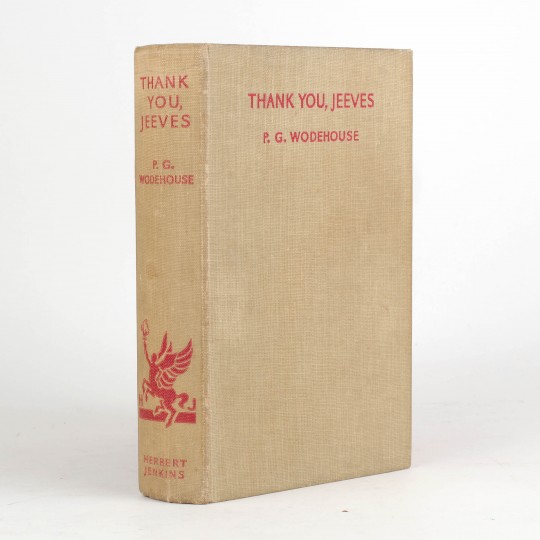 THANK
YOU,
JEEVES
P. G.
WODEHOUSE
H J
HERBERT
JENKINS
THANK YOU, JEEVES
P. G. WODEHOUSE